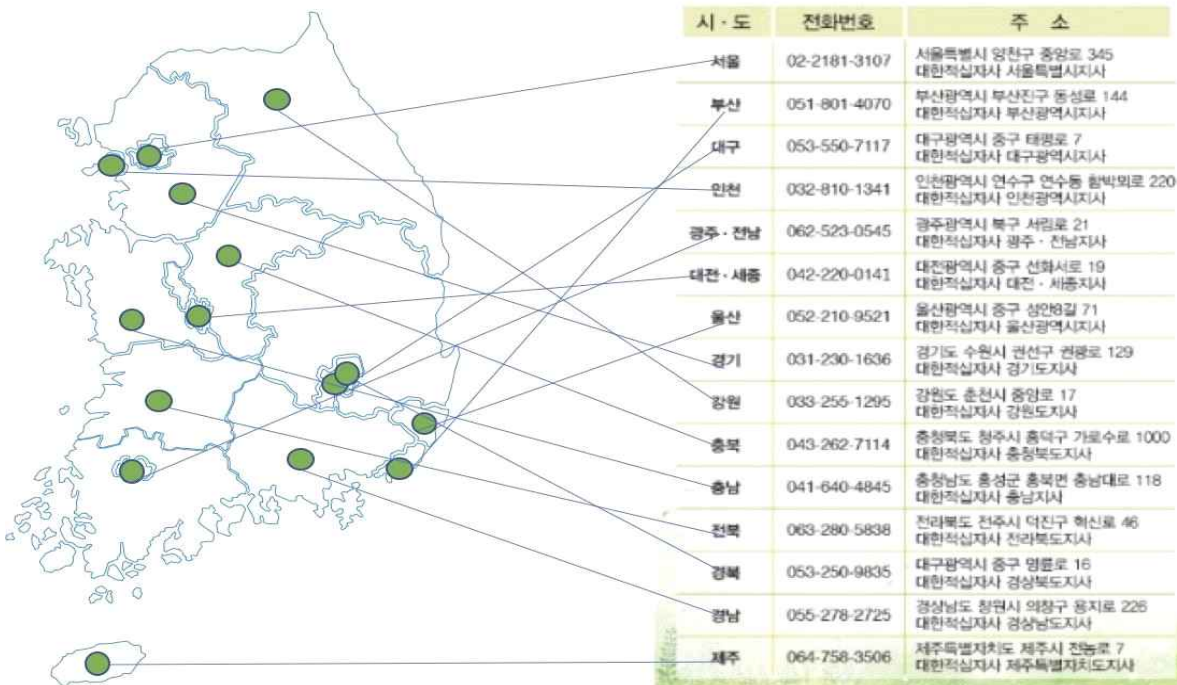 시·도 전화번호 주 소
서울 02-2181-3107 서울특별시 양천구 중앙로 345
대한적십자사 서울특별시지사
부산 051-801-4070 부산광역시 부산진구 동성로 144
대한적십자사 부산광역시지사
대구 053-550-7117 대구광역시 중구 태평로 7
대한적십자사 대구광역시지사
인천 032-810-1341 인천광역시 연수구 연수동 함박뫼로 220
대한적십자사 인천광역시지사
광주·전남 062-523-0545 광주광역시 북구 서림로 21
대한적십자사 광주·전남지사
대전·세종 042-220-0141 대전광역시 중구 선화서로 19
대한적십자사 대전·세종지사
울산 052-210-9521 울산광역시 중구 성안8길 71
대한적십자사 울산광역시지사
경기 031-230-1636 경기도 수원시 권선구 권광로 129
대한적십자사 경기도지사
강원 033-255-1295 강원도 춘천시 중앙로 17
대한적십자사 강원도지사
충북 043-262-7114 충청북도 청주시 흥덕구 가로수로 1000
대한적십자사 충청북도지사
충남 041-640-4845 충청남도 홍성군 홍북면 충남대로 118
대한적십자사 충남지사
전북 063-280-5838 전라북도 전주시 덕진구 혁신로 46
대한적십자사 전라북도지사
경북 053-250-9835 대구광역시 중구 명륜로 16
대한적십자사 경상북도지사
경남 055-278-2725 경상남도 창원시 의창구 용지로 226
대한적십자사 경상남도지사
제주 064-758-3506 제주특별자치도 제주시 전농로 7
대한적십자사 제주특별자치도지사